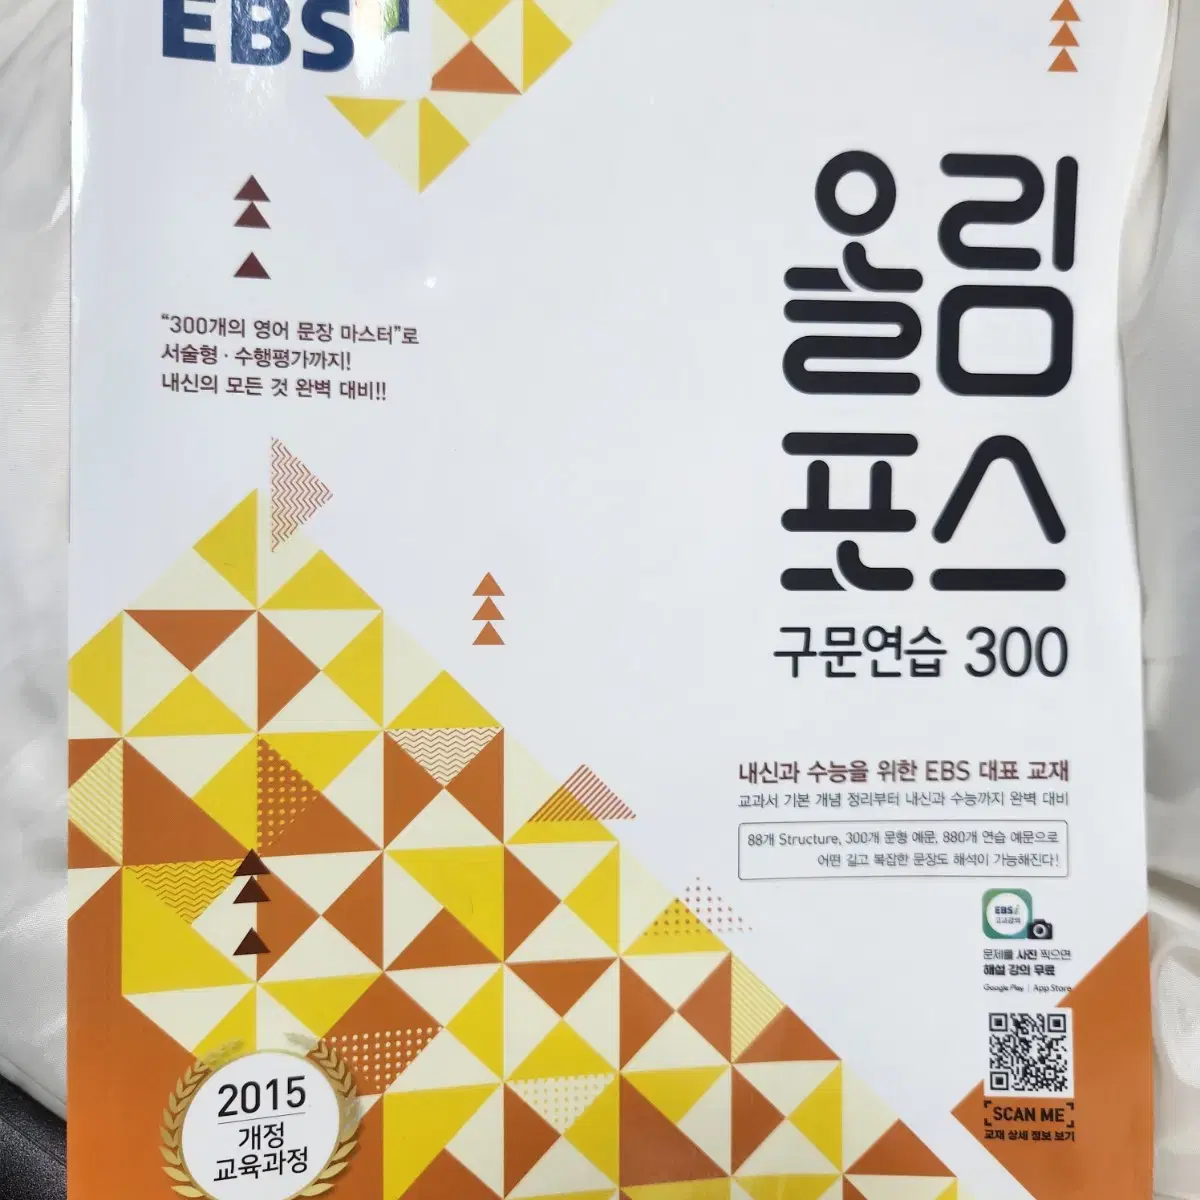 EBS
"300개의 영어 문장 마스터"로
서술형·수행평가까지!
내신의 모든 것 완벽 대비!!
올림
포스
구문연습 300
내신과 수능을 위한 EBS 대표 교재
교과서 기본 개념 정리부터 내신과 수능까지 완벽 대비
88개 Structure, 300개 문형 예문, 880개 연습 예문으로
어떤 길고 복잡한 문장도 해석이 가능해진다!
EBSi
고교강의
문제를 사진 찍으면
해설 강의 무료
Google Play | App Store
SCAN ME
교재 상세 정보 보기
2015
개정
교육과정